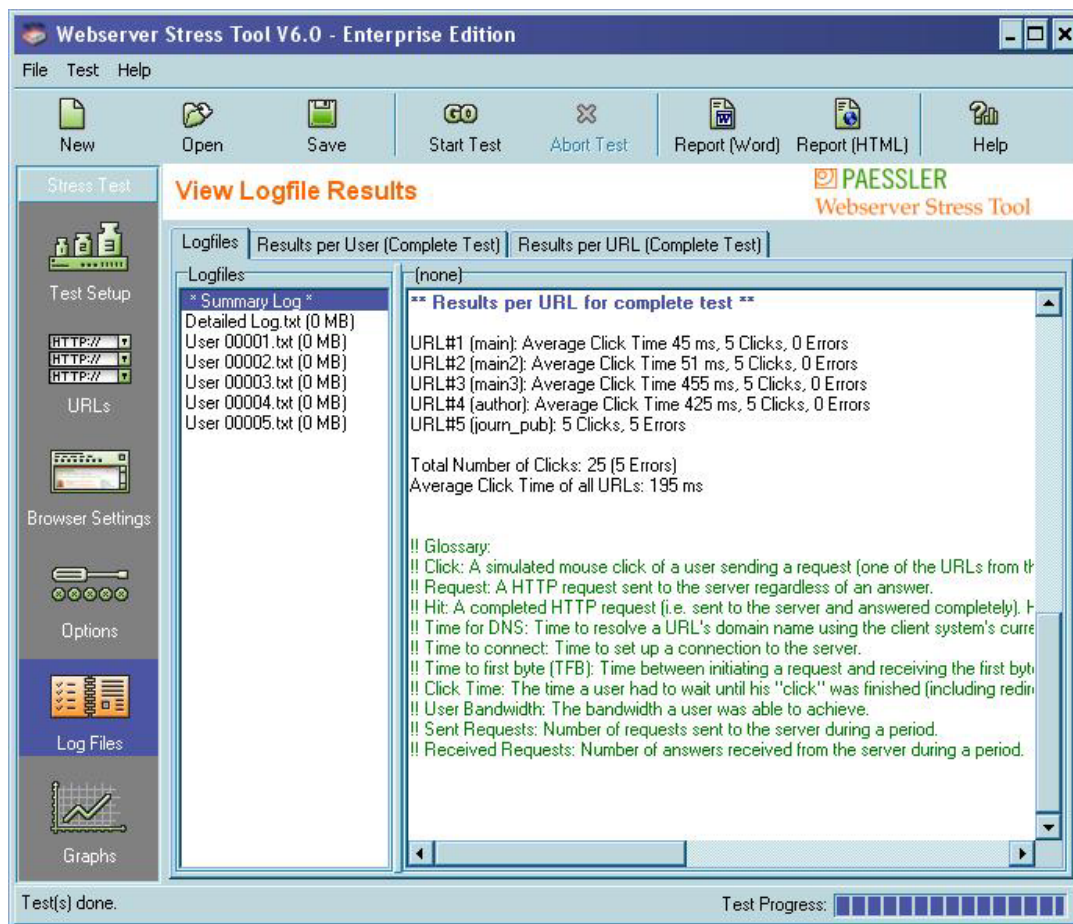 Webserver Stress Tool V6.0 - Enterprise Edition
File Test Help
New Open Save Start Test Abort Test Report (Word) Report (HTML) Help
GO
Stress Test
View Logfile Results
PAESSLER
Webserver Stress Tool
Test Setup
HTTP://
HTTP://
HTTP://
URLs
Browser Settings
Options
Log Files
Graphs
Logfiles Results per User (Complete Test) Results per URL (Complete Test)
Logfiles
* Summary Log *
Detailed Log.txt (0 MB)
User 00001.txt (0 MB)
User 00002.txt (0 MB)
User 00003.txt (0 MB)
User 00004.txt (0 MB)
User 00005.txt (0 MB)
(none)
** Results per URL for complete test **
URL#1 (main): Average Click Time 45 ms, 5 Clicks, 0 Errors
URL#2 (main2): Average Click Time 51 ms, 5 Clicks, 0 Errors
URL#3 (main3): Average Click Time 455 ms, 5 Clicks, 0 Errors
URL#4 (author): Average Click Time 425 ms, 5 Clicks, 0 Errors
URL#5 (journ_pub): 5 Clicks, 5 Errors
Total Number of Clicks: 25 (5 Errors)
Average Click Time of all URLs: 195 ms
!! Glossary:
!! Click: A simulated mouse click of a user sending a request (one of the URLs from
!! Request: A HTTP request sent to the server regardless of an answer.
!! Hit: A completed HTTP request (i.e. sent to the server and answered completely).
!! Time for DNS: Time to resolve a URL's domain name using the client system's
!! Time to connect: Time to set up a connection to the server.
!! Time to first byte (TFB): Time between initiating a request and receiving the first
!! Click Time: The time a user had to wait until his "click" was finished (including
!! User Bandwidth: The bandwidth a user was able to achieve.
!! Sent Requests: Number of requests sent to the server during a period.
!! Received Requests: Number of answers received from the server during a period.
Test(s) done.
Test Progress: